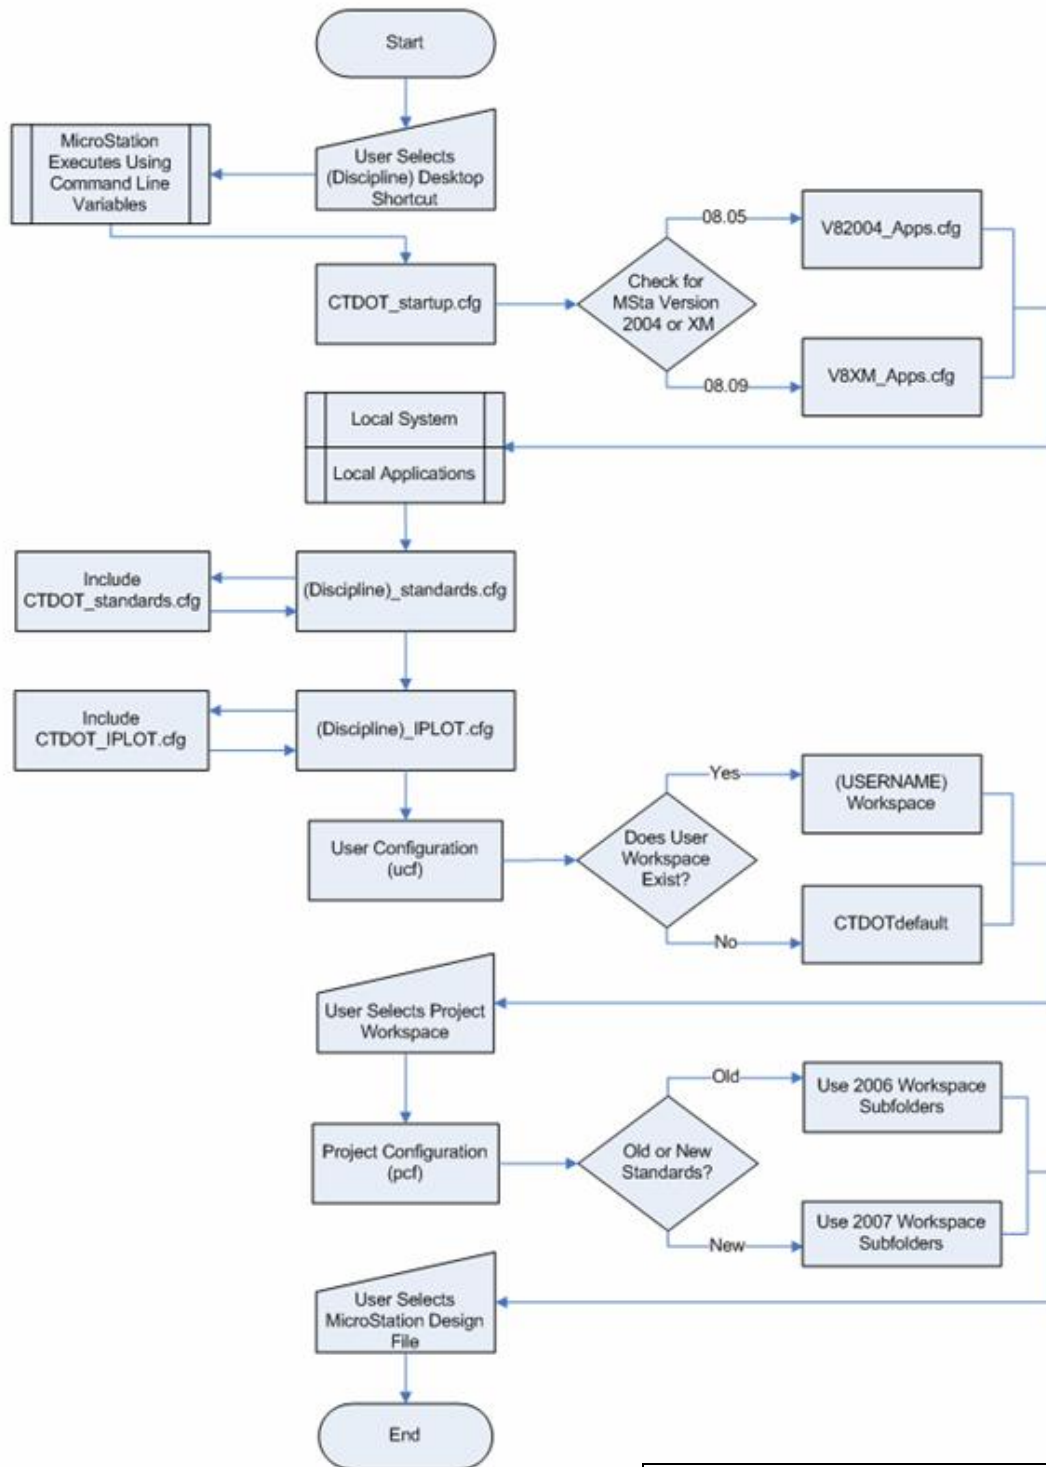 Start
User Selects
(Discipline) Desktop
Shortcut
MicroStation
Executes Using
Command Line
Variables
CTDOT_startup.cfg
Check for
MSta Version
2004 or XM
08.05
V82004_Apps.cfg
08.09
V8XM_Apps.cfg
Local System
Local Applications
(Discipline)_standards.cfg
Include
CTDOT_standards.cfg
(Discipline)_IPLOT.cfg
Include
CTDOT_IPLOT.cfg
User Configuration
(ucf)
Does User
Workspace
Exist?
Yes
(USERNAME)
Workspace
No
CTDOTdefault
User Selects Project
Workspace
Project Configuration
(pcf)
Old or New
Standards?
Old
Use 2006 Workspace
Subfolders
New
Use 2007 Workspace
Subfolders
User Selects
MicroStation Design
File
End